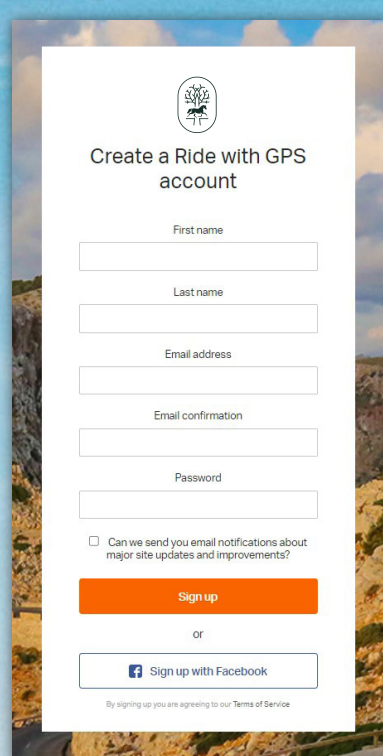 Create a Ride with GPS
account
First name
Last name
Email address
Email confirmation
Password
Can we send you email notifications about
major site updates and improvements?
Sign up
or
Sign up with Facebook
By signing up you are agreeing to our Terms of Service